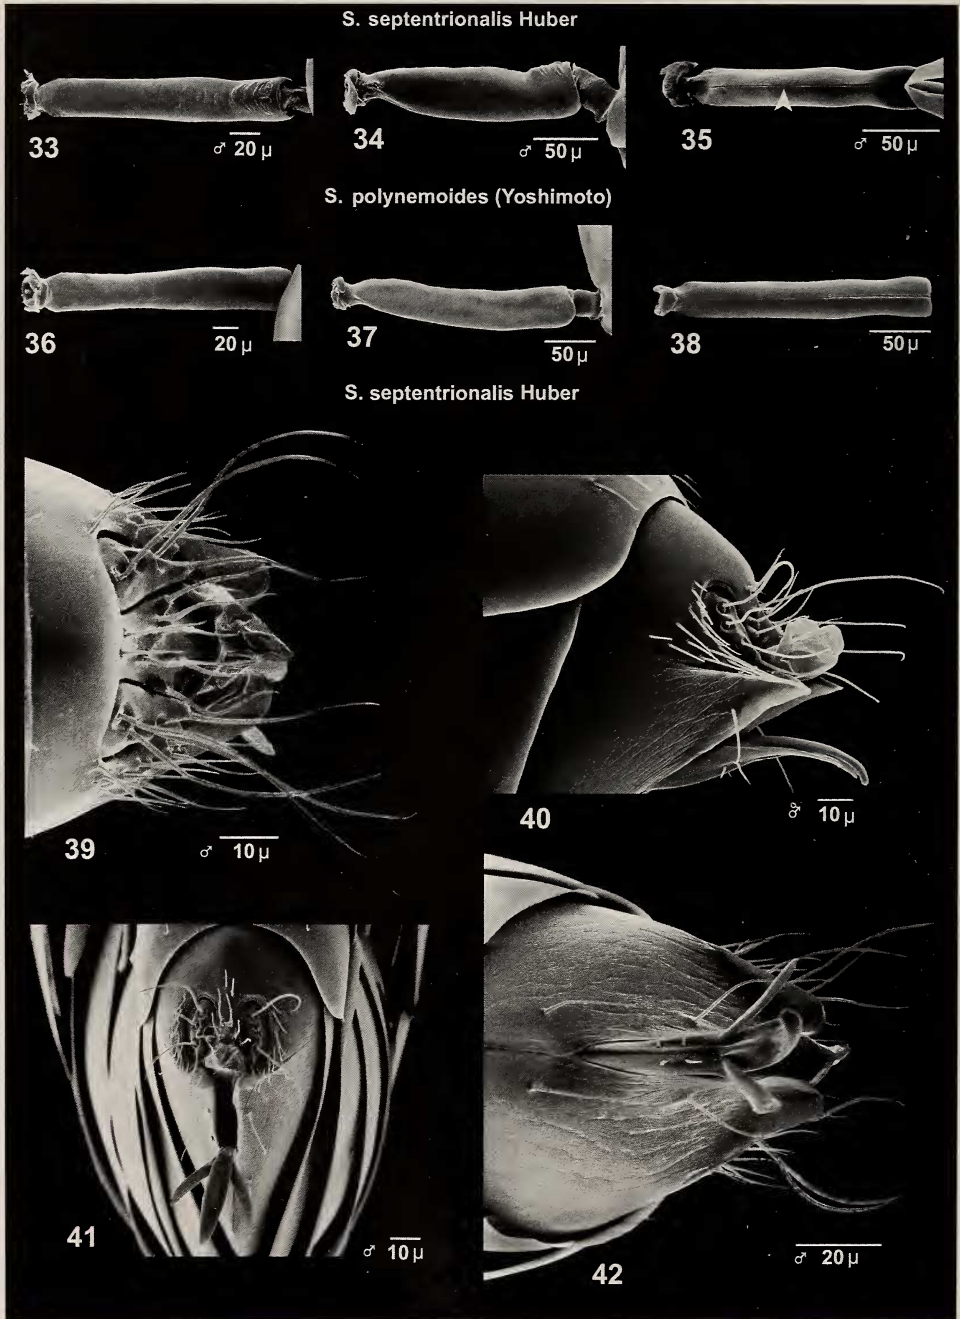 S. septentrionalis Huber
33
♂ 20 µ
34
♂ 50 µ
35
♂ 50 µ
S. polynemoides (Yoshimoto)
36
20 µ
37
50 µ
38
50 µ
S. septentrionalis Huber
39
♂ 10 µ
40
♂ 10 µ
41
♂ 10 µ
42
♂ 20 µ